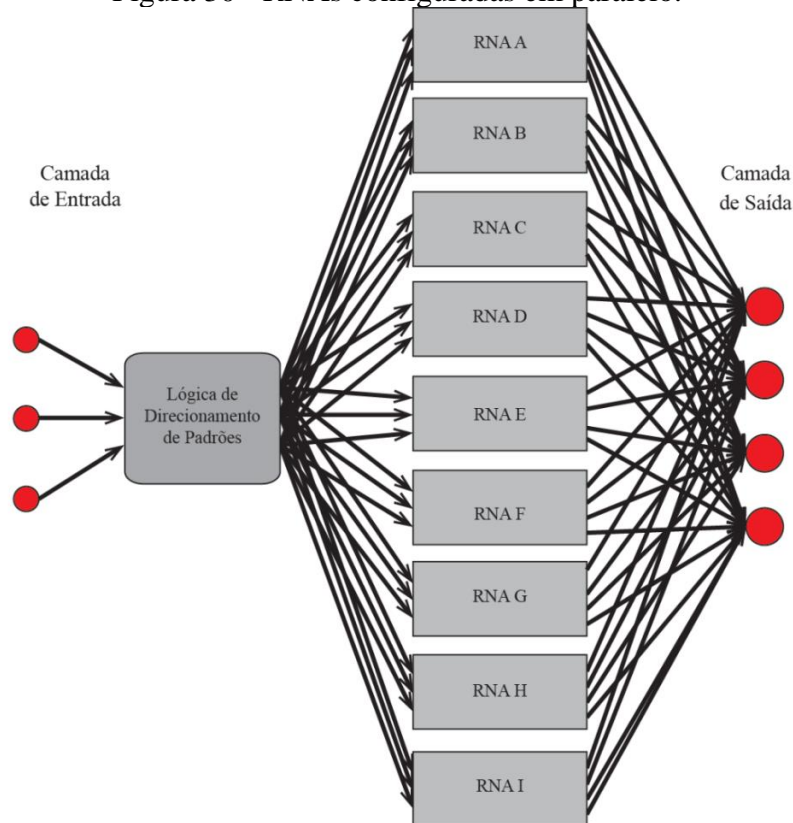 RNA A
RNA B
Camada
de Entrada
Camada
de Saída
RNA C
RNA D
Lógica de
Direcionamento
de Padrões
RNA E
RNA F
RNA G
RNA H
RNA I